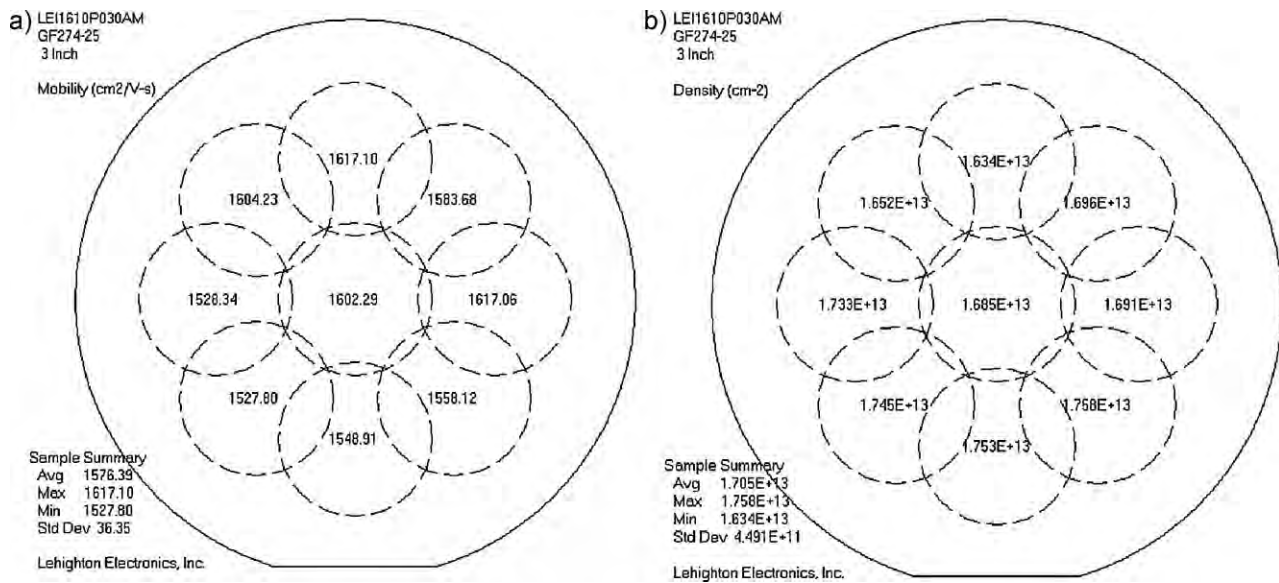 a) LEI1610P030AM
GF274-25
3 Inch
Mobility (cm2/V-s)
1617.10
1604.23 1583.68
1528.34 1602.29 1617.06
1527.80 1558.12
1548.91
Sample Summary
Avg 1576.39
Max 1617.10
Min 1527.80
Std Dev 36.35
Lehighton Electronics, Inc.
b) LEI1610P030AM
GF274-25
3 Inch
Density (cm-2)
1.634E+13
1.652E+13 1.696E+13
1.733E+13 1.685E+13 1.691E+13
1.745E+13 1.758E+13
1.753E+13
Sample Summary
Avg 1.705E+13
Max 1.758E+13
Min 1.634E+13
Std Dev 4.491E+11
Lehighton Electronics, Inc.